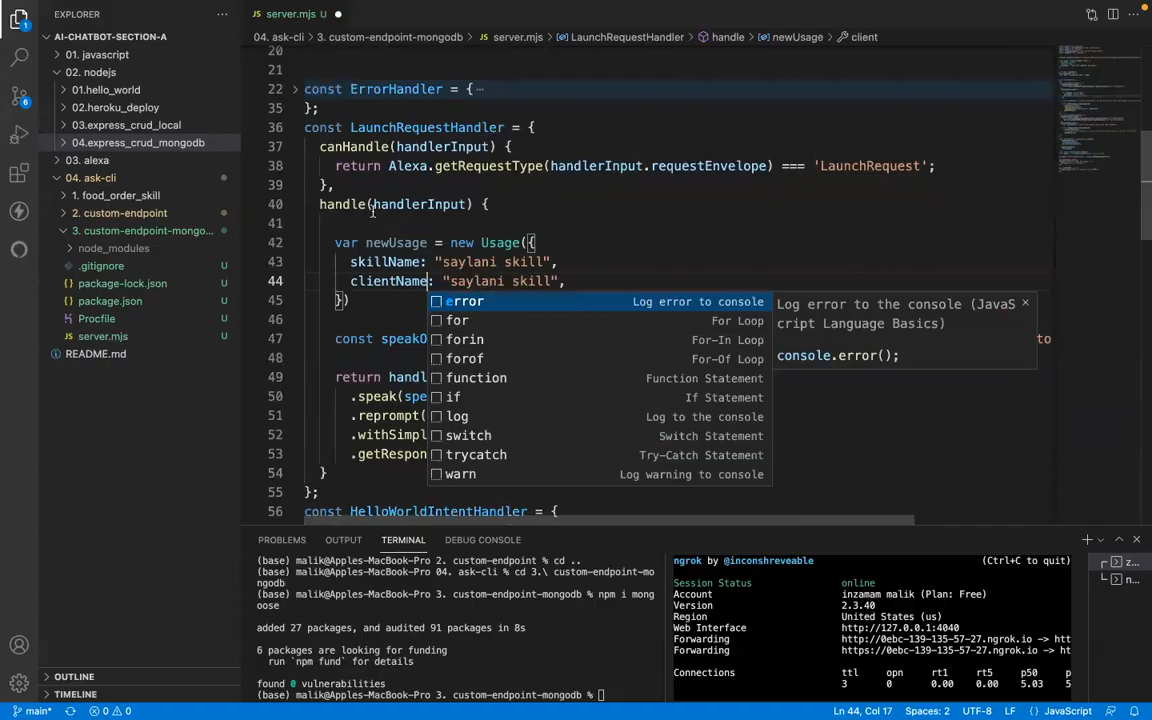 EXPLORER
AI-CHATBOT-SECTION-A
01. javascript
02. nodejs
01.hello_world
02.heroku_deploy
03.express_crud_local
04.express_crud_mongodb
03. alexa
04. ask-cli
1. food_order_skill
2. custom-endpoint
3. custom-endpoint-mongo...
node_modules
.gitignore U
package-lock.json U
package.json U
Procfile U
server.mjs U
README.md
OUTLINE
TIMELINE
1
6
JS server.mjs
04. ask-cli > 3. custom-endpoint-mongodb > JS server.mjs > LaunchRequestHandler > handle > newUsage > client
20
21
22 const ErrorHandler = {
35 };
36 const LaunchRequestHandler = {
37 canHandle(handlerInput) {
38 return Alexa.getRequestType(handlerInput.requestEnvelope) === 'LaunchRequest';
39 },
40 handle(handlerInput) {
41
42 var newUsage = new Usage({
43 skillName: "saylani skill",
44 clientName: "saylani skill",
45 })
46
47 const speakO to
48
49 return handl
50 .speak(spe
51 .reprompt(
52 .withSimpl
53 .getRespon
54 }
55 };
56 const HelloWorldIntentHandler = {
error Log error to console
for For Loop
forin For-In Loop
forof For-Of Loop
function Function Statement
if If Statement
log Log to the console
switch Switch Statement
trycatch Try-Catch Statement
warn Log warning to console
Log error to the console (JavaS
cript Language Basics)
console.error();
PROBLEMS OUTPUT TERMINAL DEBUG CONSOLE
(base) malik@Apples-MacBook-Pro 2. custom-endpoint % cd ..
(base) malik@Apples-MacBook-Pro 04. ask-cli % cd 3.\ custom-endpoint-mo
ngodb
(base) malik@Apples-MacBook-Pro 3. custom-endpoint-mongodb % npm i mong
oose
added 27 packages, and audited 91 packages in 8s
6 packages are looking for funding
run `npm fund` for details
found 0 vulnerabilities
(base) malik@Apples-MacBook-Pro 3. custom-endpoint-mongodb %
ngrok by @inconshreveable (Ctrl+C to quit)
Session Status online
Account inzamam malik (Plan: Free)
Version 2.3.40
Region United States (us)
Web Interface http://127.0.0.1:4040
Forwarding http://0ebc-139-135-57-27.ngrok.io -> htt
Forwarding https://0ebc-139-135-57-27.ngrok.io -> htt
Connections ttl opn rt1 rt5 p50 p
3 0 0.00 0.00 5.03 5
z...
n...
main* 0 0 Ln 44, Col 17 Spaces: 2 UTF-8 LF JavaScript